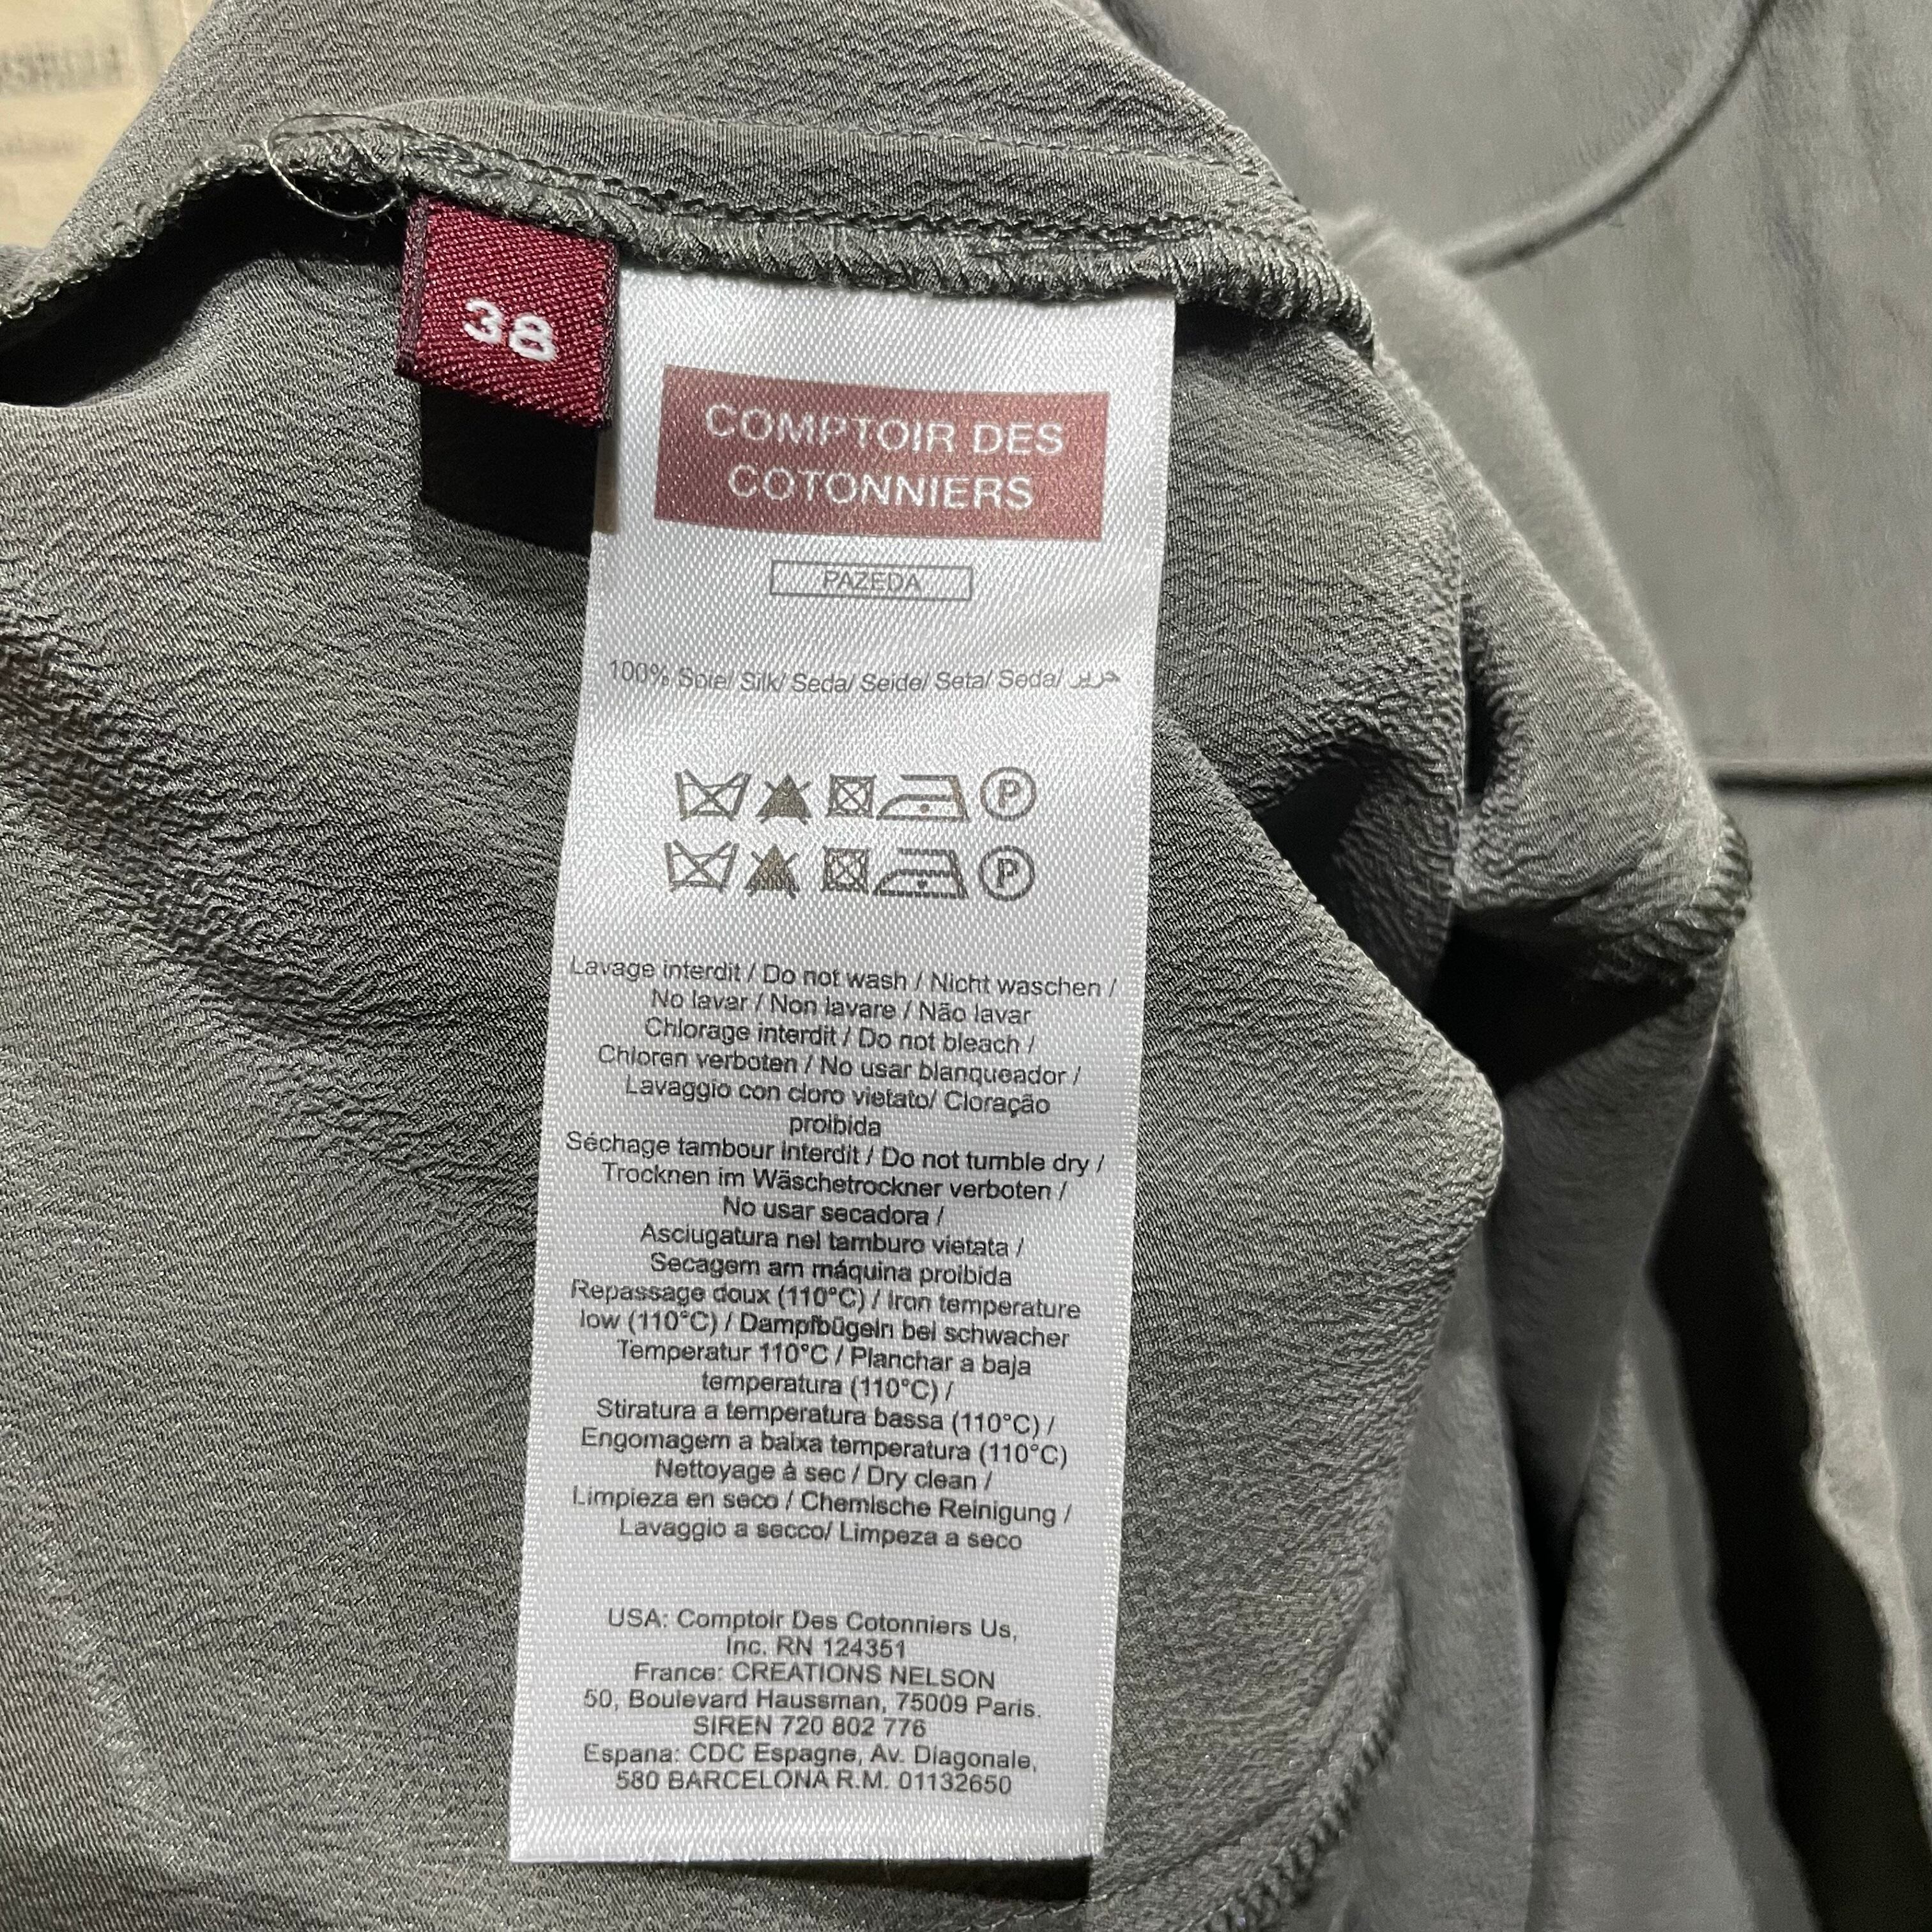 38
COMPTOIR DES
COTONNIERS
PAZEDA
100% Soie/ Silk/ Seda/ Seide/ Seta/ Seda/ حرير
Lavage interdit / Do not wash / Nicht waschen /
No lavar / Non lavare / Não lavar
Chlorage interdit / Do not bleach /
Chloren verboten / No usar blanqueador /
Lavaggio con cloro vietato/ Cloração
proibida
Séchage tambour interdit / Do not tumble dry /
Trocknen im Wäschetrockner verboten /
No usar secadora /
Asciugatura nel tamburo vietata /
Secagem am máquina proibida
Repassage doux (110°C) / Iron temperature
low (110°C) / Dampfbügeln bei schwacher
Temperatur 110°C / Planchar a baja
temperatura (110°C) /
Stiratura a temperatura bassa (110°C) /
Engomagem a baixa temperatura (110°C)
Nettoyage à sec / Dry clean /
Limpieza en seco / Chemische Reinigung /
Lavaggio a secco/ Limpeza a seco
USA: Comptoir Des Cotonniers Us,
Inc. RN 124351
France: CREATIONS NELSON
50, Boulevard Haussman, 75009 Paris.
SIREN 720 802 776
Espana: CDC Espagne, Av. Diagonale,
580 BARCELONA R.M. 01132650